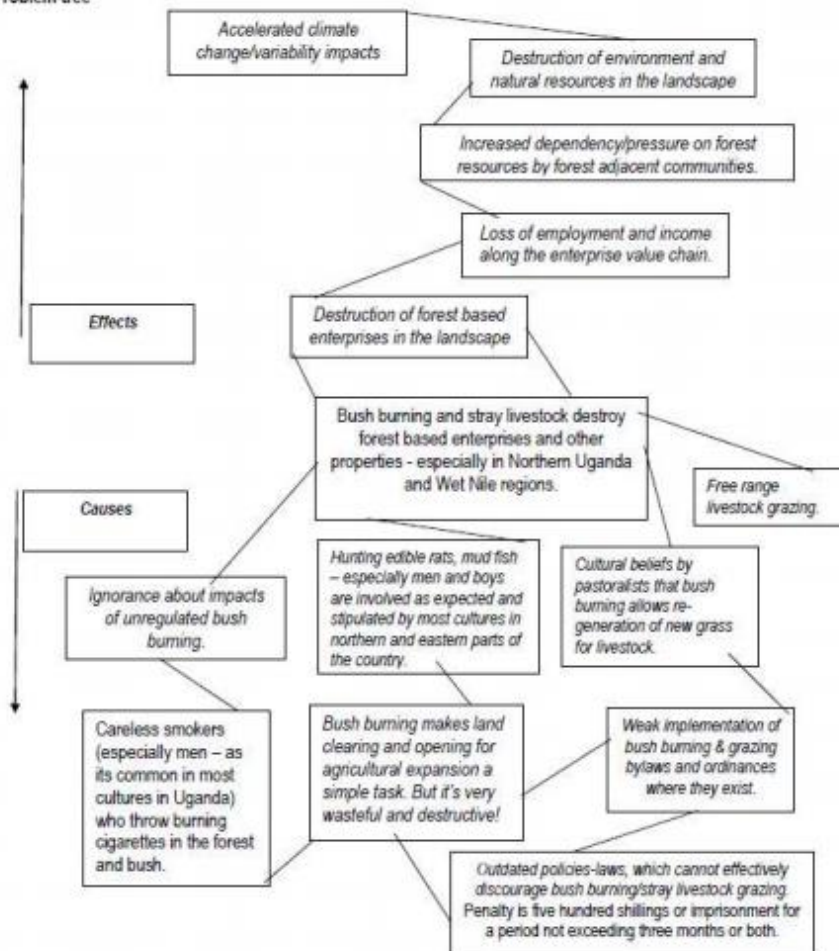 Accelerated climate
change/variability impacts
Destruction of environment and
natural resources in the landscape
Increased dependency/pressure on forest
resources by forest adjacent communities.
Loss of employment and income
along the enterprise value chain.
Destruction of forest based
enterprises in the landscape
Effects
Bush burning and stray livestock destroy
forest based enterprises and other
properties - especially in Northern Uganda
and Wet Nile regions.
Free range
livestock grazing.
Causes
Hunting edible rats, mud fish
– especially men and boys
are involved as expected and
stipulated by most cultures in
northern and eastern parts of
the country.
Cultural beliefs by
pastoralists that bush
burning allows re-
generation of new grass
for livestock.
Ignorance about impacts
of unregulated bush
burning.
Careless smokers
(especially men – as
its common in most
cultures in Uganda)
who throw burning
cigarettes in the forest
and bush.
Bush burning makes land
clearing and opening for
agricultural expansion a
simple task. But it's very
wasteful and destructive!
Weak implementation of
bush burning & grazing
bylaws and ordinances
where they exist.
Outdated policies-laws, which cannot effectively
discourage bush burning/stray livestock grazing.
Penalty is five hundred shillings or imprisonment for
a period not exceeding three months or both.